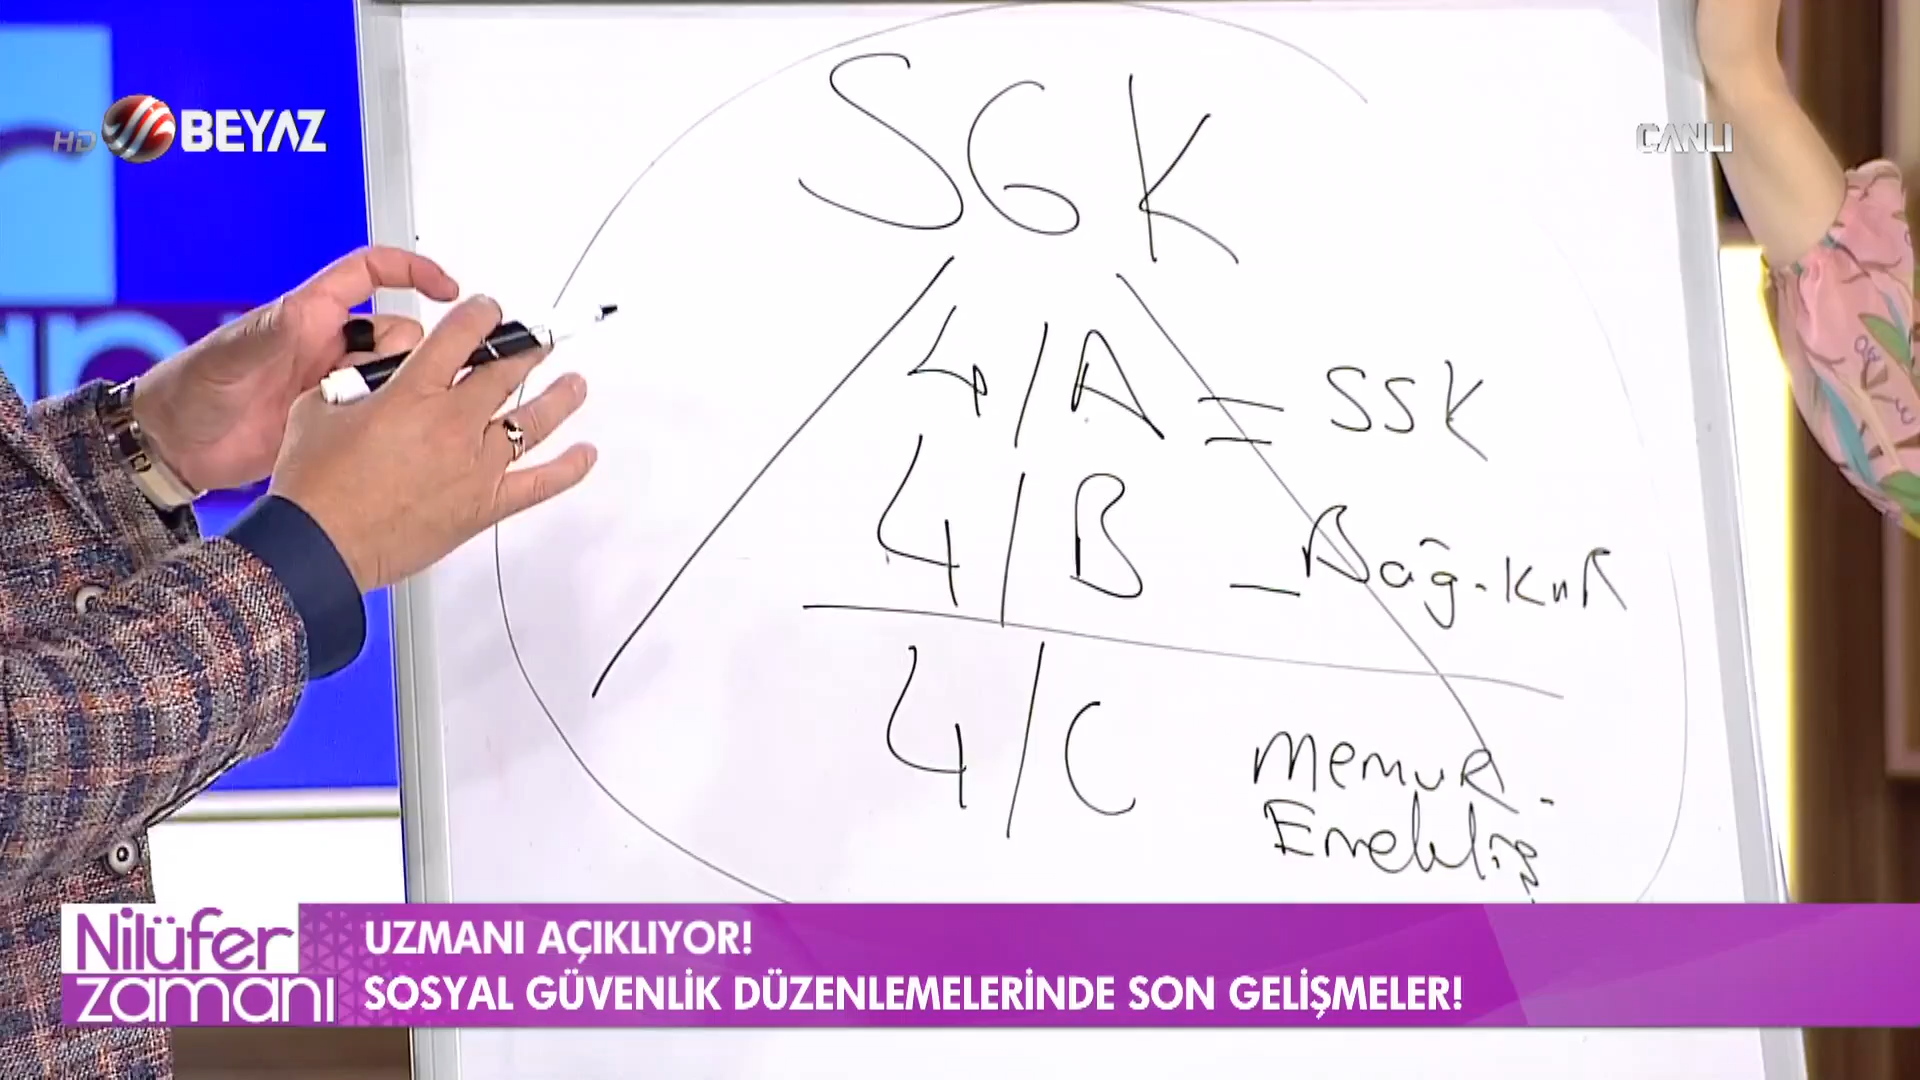 HD BEYAZ
CANLI
SGK
4/A = SSK
4/B - Bağ-Kur
4/C Memur
Nilüfer
zamanı
UZMANI AÇIKLIYOR!
SOSYAL GÜVENLİK DÜZENLEMELERİNDE SON GELİŞMELER!